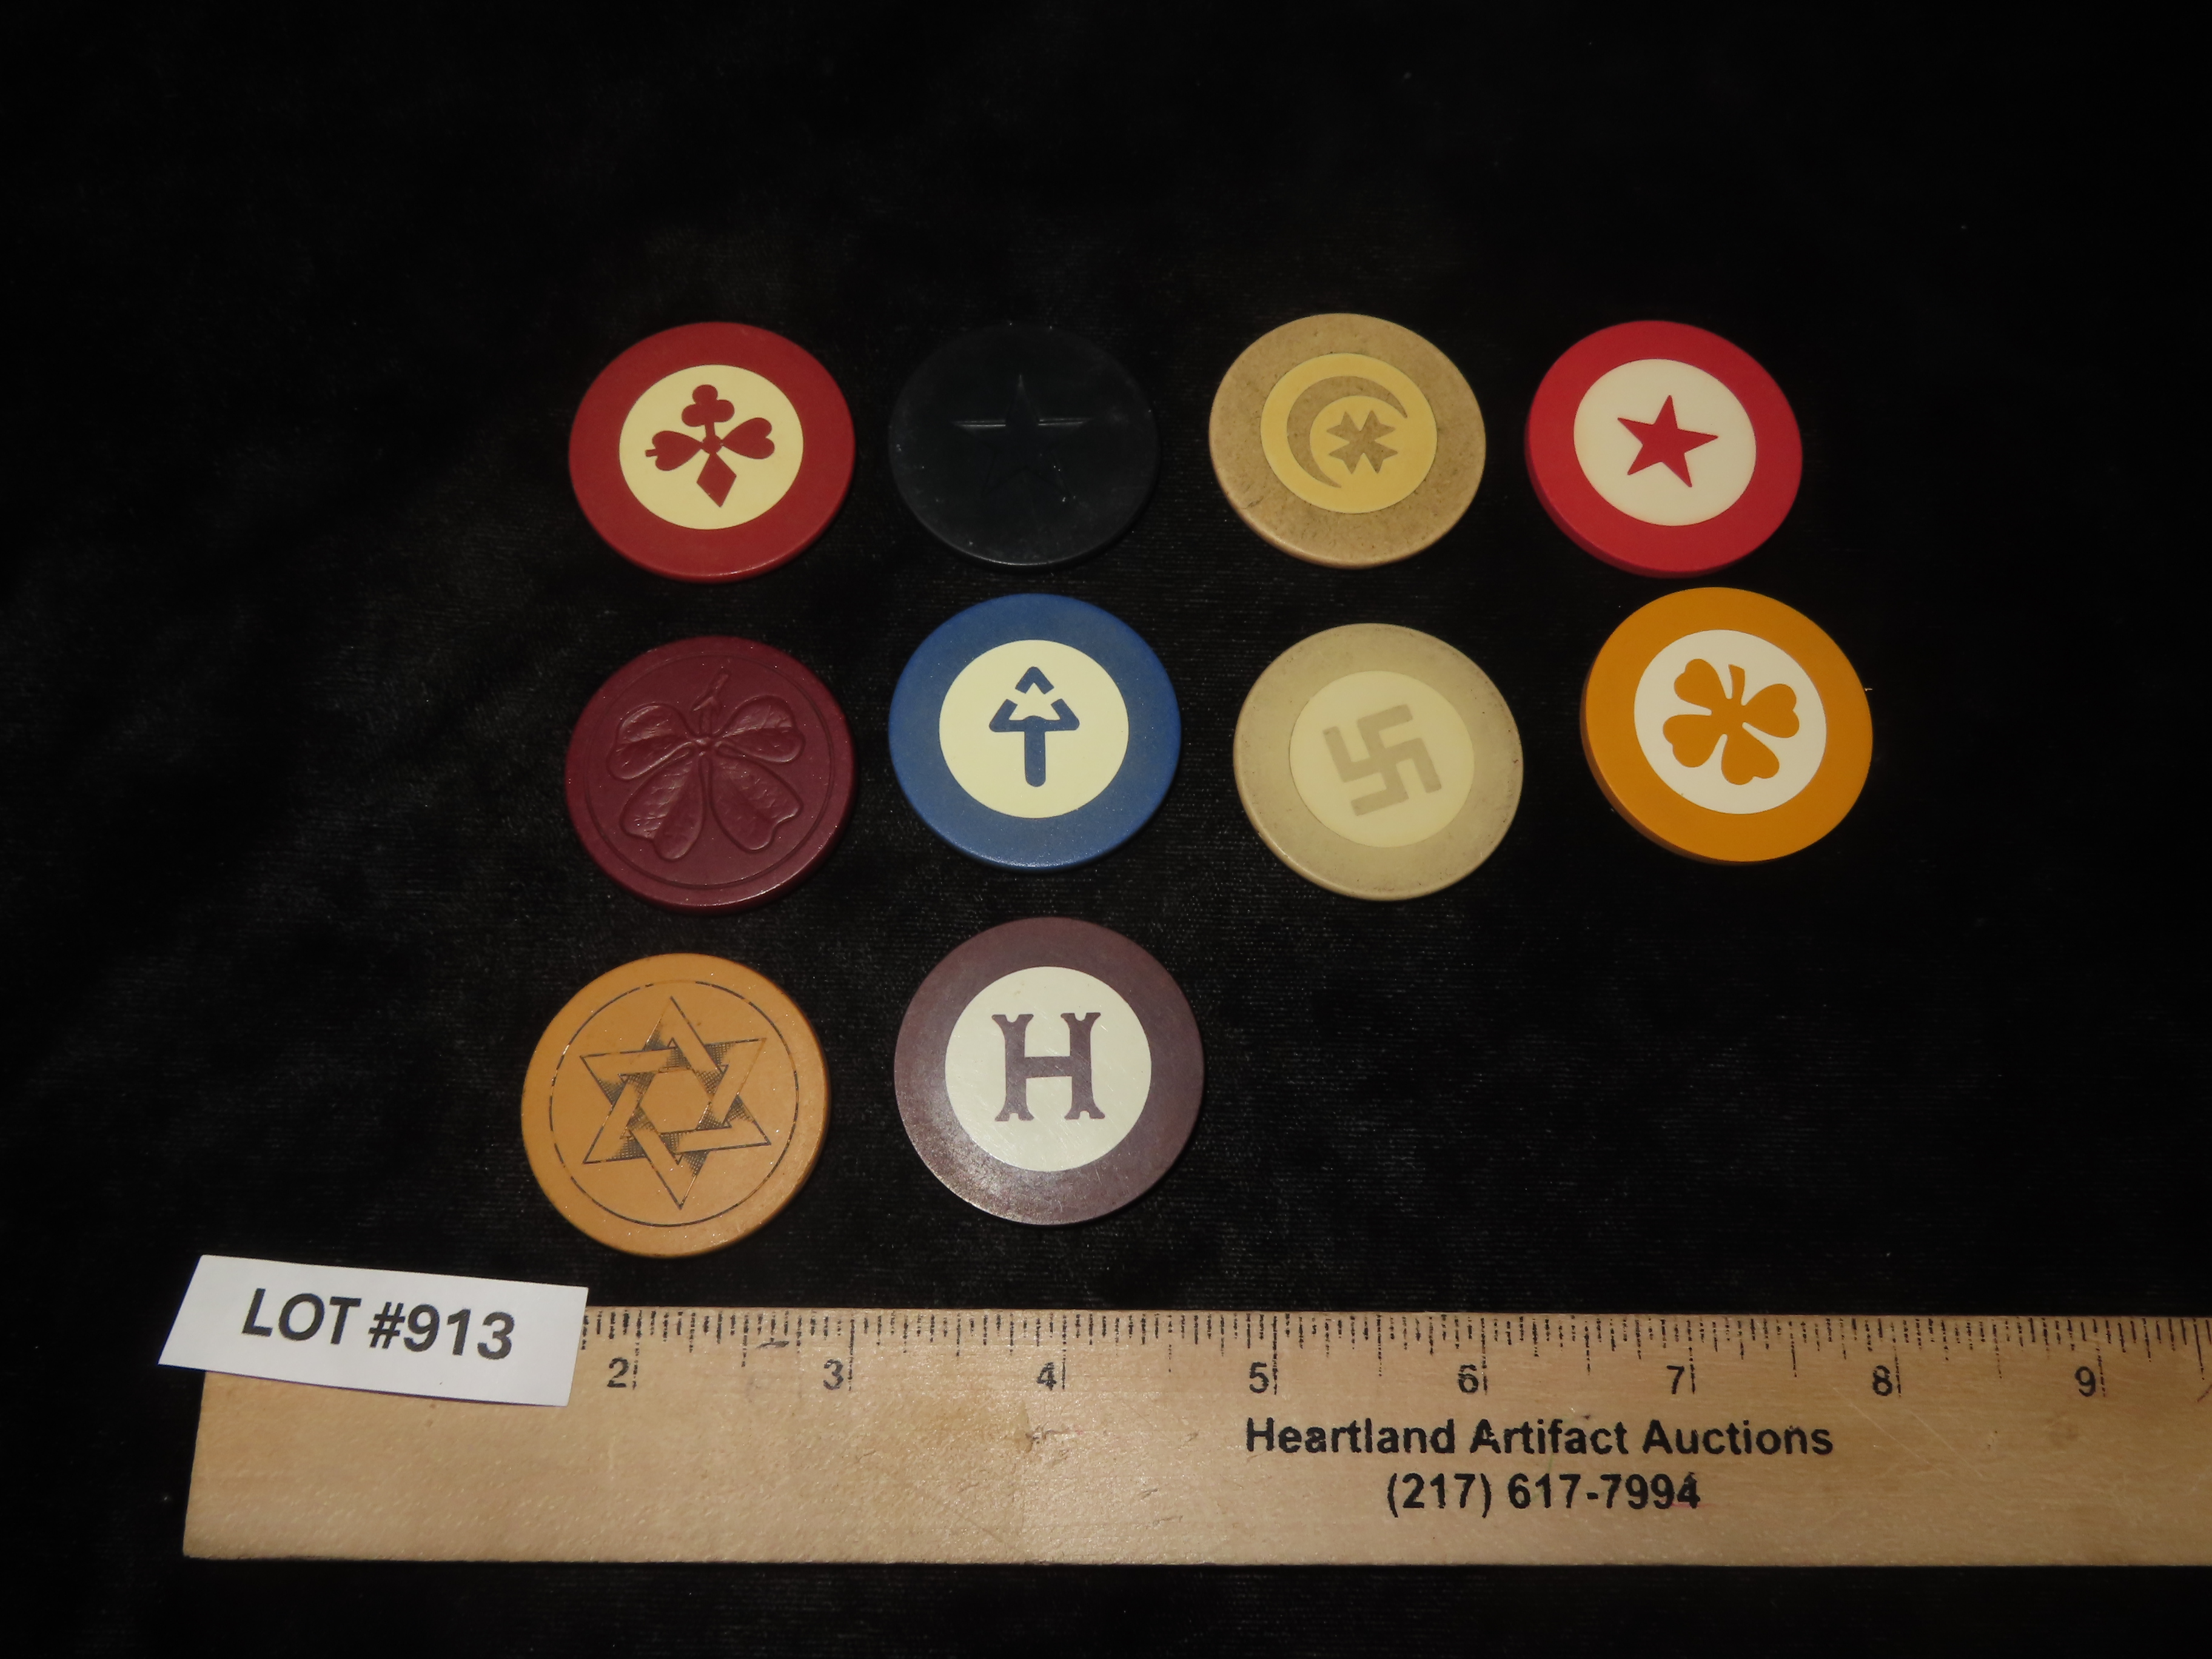 H
LOT #913
2 3 4 5 6 7 8 9
Heartland Artifact Auctions
(217) 617-7994